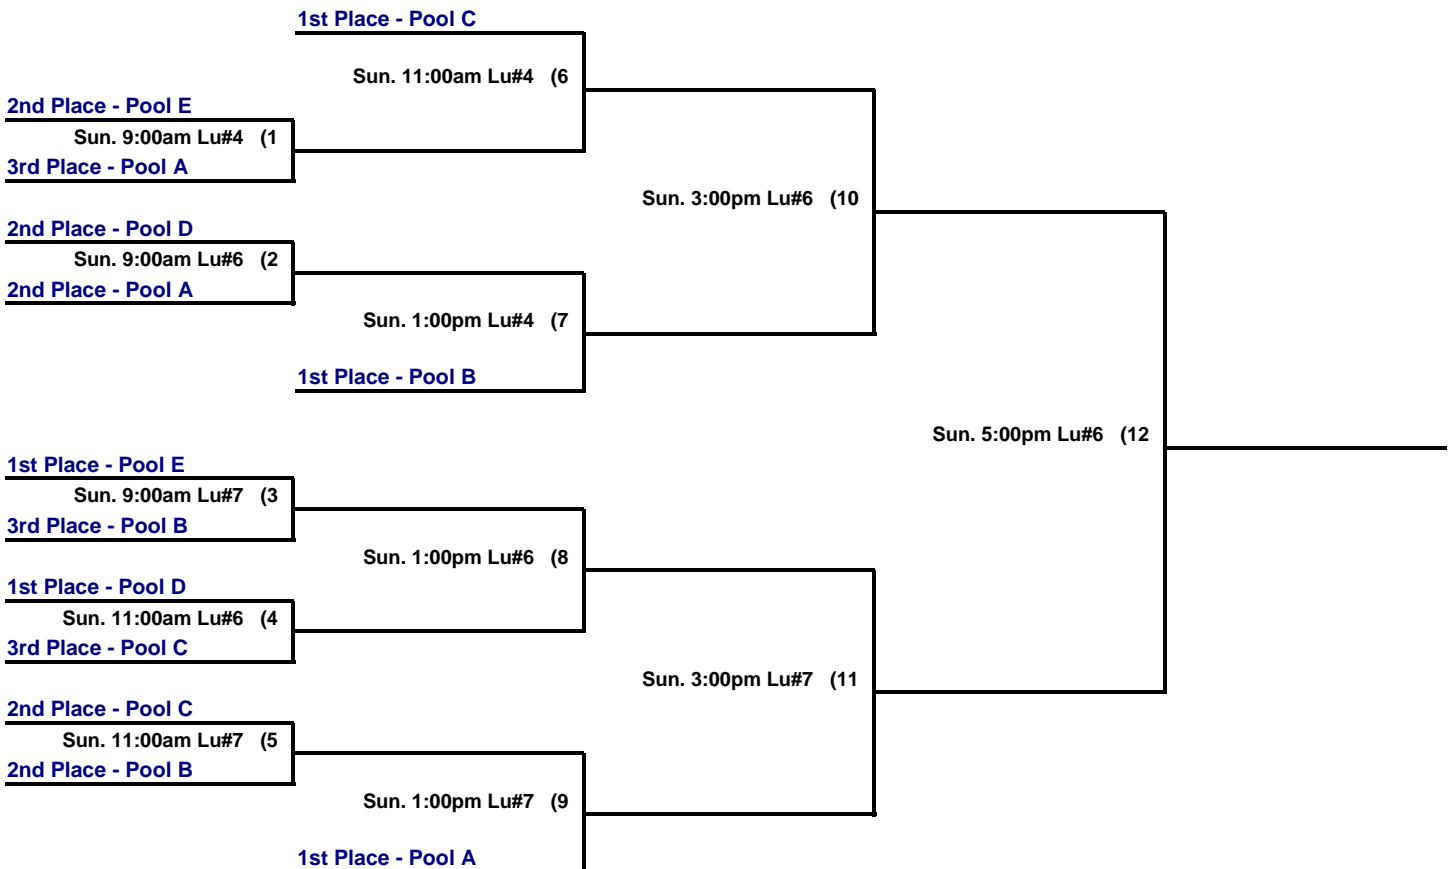 1st Place - Pool C
Sun. 11:00am Lu#4 (6
2nd Place - Pool E
Sun. 9:00am Lu#4 (1
3rd Place - Pool A
Sun. 3:00pm Lu#6 (10
2nd Place - Pool D
Sun. 9:00am Lu#6 (2
2nd Place - Pool A
Sun. 1:00pm Lu#4 (7
1st Place - Pool B
Sun. 5:00pm Lu#6 (12
1st Place - Pool E
Sun. 9:00am Lu#7 (3
3rd Place - Pool B
Sun. 1:00pm Lu#6 (8
1st Place - Pool D
Sun. 11:00am Lu#6 (4
3rd Place - Pool C
Sun. 3:00pm Lu#7 (11
2nd Place - Pool C
Sun. 11:00am Lu#7 (5
2nd Place - Pool B
Sun. 1:00pm Lu#7 (9
1st Place - Pool A